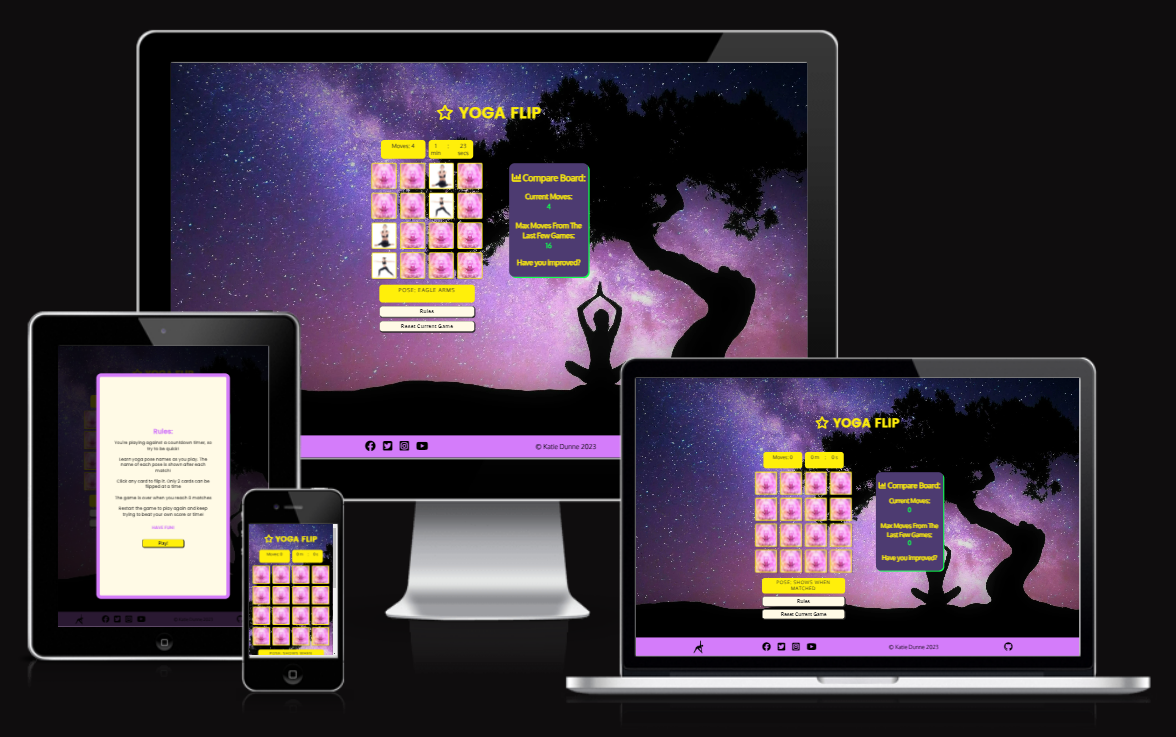 YOGA FLIP
Moves: 4
1 : 23
min secs
Compare Board:
Current Moves:
4
Max Moves From The
Last Few Games:
16
Have you improved?
POSE: EAGLE ARMS
Rules
Reset Current Game
© Katie Dunne 2023
Rules:
You're playing against a countdown timer, so
try to be quick!
Learn yoga pose names as you play. The
name of each pose is shown after each
match!
Click any card to flip it. Only 2 cards can be
flipped at a time
The game is over when you reach 8 matches
Restart the game to play again and keep
trying to beat your own score or time!
Have Fun!
Play!
YOGA FLIP
Moves: 0
0 m : 0 s
YOGA FLIP
Moves: 0
0 m : 0 s
Compare Board:
Current Moves:
0
Max Moves From The
Last Few Games:
0
Have you improved?
POSE: SHOWS WHEN
MATCHED
Rules
Reset Current Game
© Katie Dunne 2023